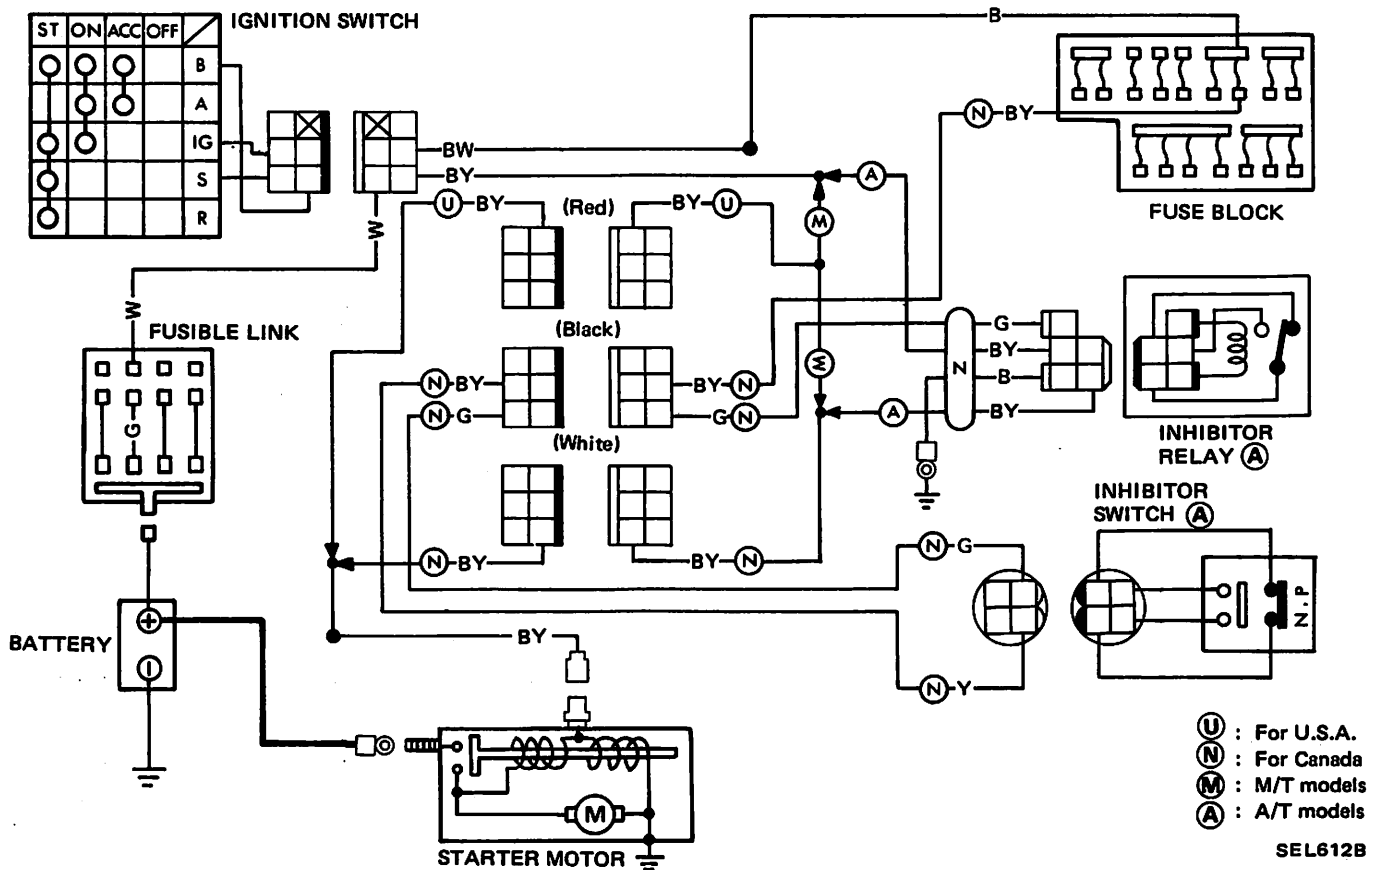 IGNITION SWITCH
ST ON ACC OFF
B
A
IG
S
R
B
N BY
FUSE BLOCK
BW
BY
A
W
U BY
(Red)
BY U
M
W
FUSIBLE LINK
G
(Black)
N BY
N G
BY N
G N
M
A
N
G
BY
B
BY
INHIBITOR
RELAY A
(White)
N BY
BY N
INHIBITOR
SWITCH A
N G
N Y
N.P
BATTERY
+
−
BY
M
STARTER MOTOR
U : For U.S.A.
N : For Canada
M : M/T models
A : A/T models
SEL612B